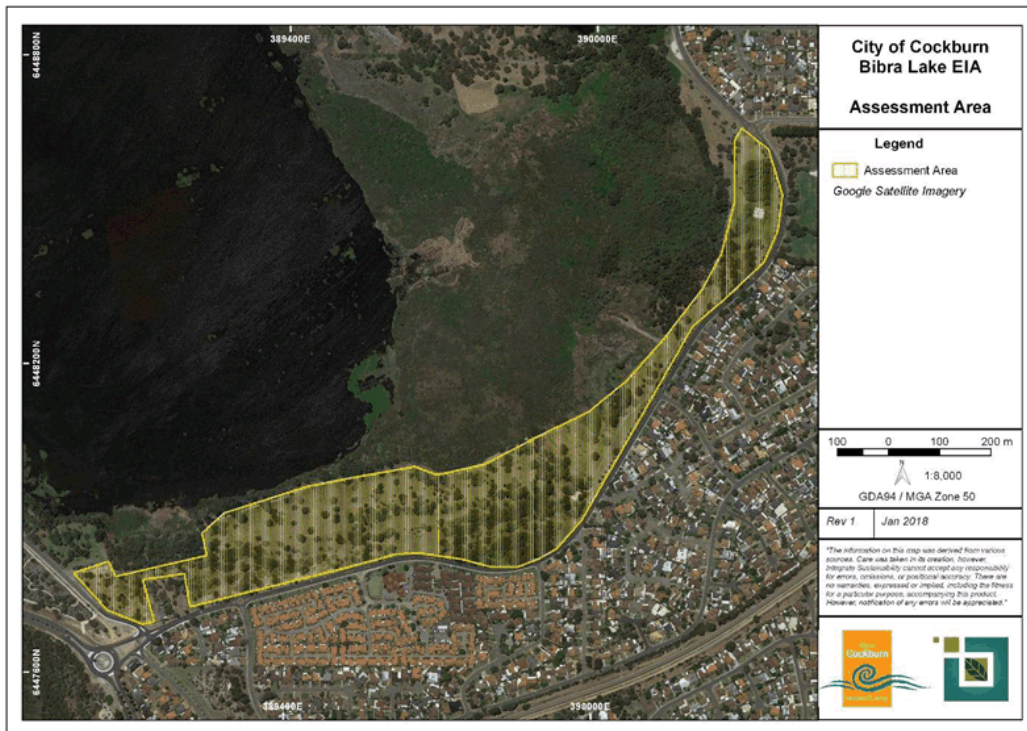 389400E
390000E
6448800N
6448200N
6447600N
389400E
390000E
City of Cockburn
Bibra Lake EIA
Assessment Area
Legend
Assessment Area
Google Satellite Imagery
100 0 100 200 m
N
1:8,000
GDA94 / MGA Zone 50
Rev 1 Jan 2018
"The information on this map was derived from various
sources. Care was taken in its creation, however,
Integrate Sustainability cannot accept any responsibility
for errors, omissions, or positional accuracy. There are
no warranties, expressed or implied, including the fitness
for a particular purpose, accompanying this product.
However, notification of any errors will be appreciated."
Cockburn